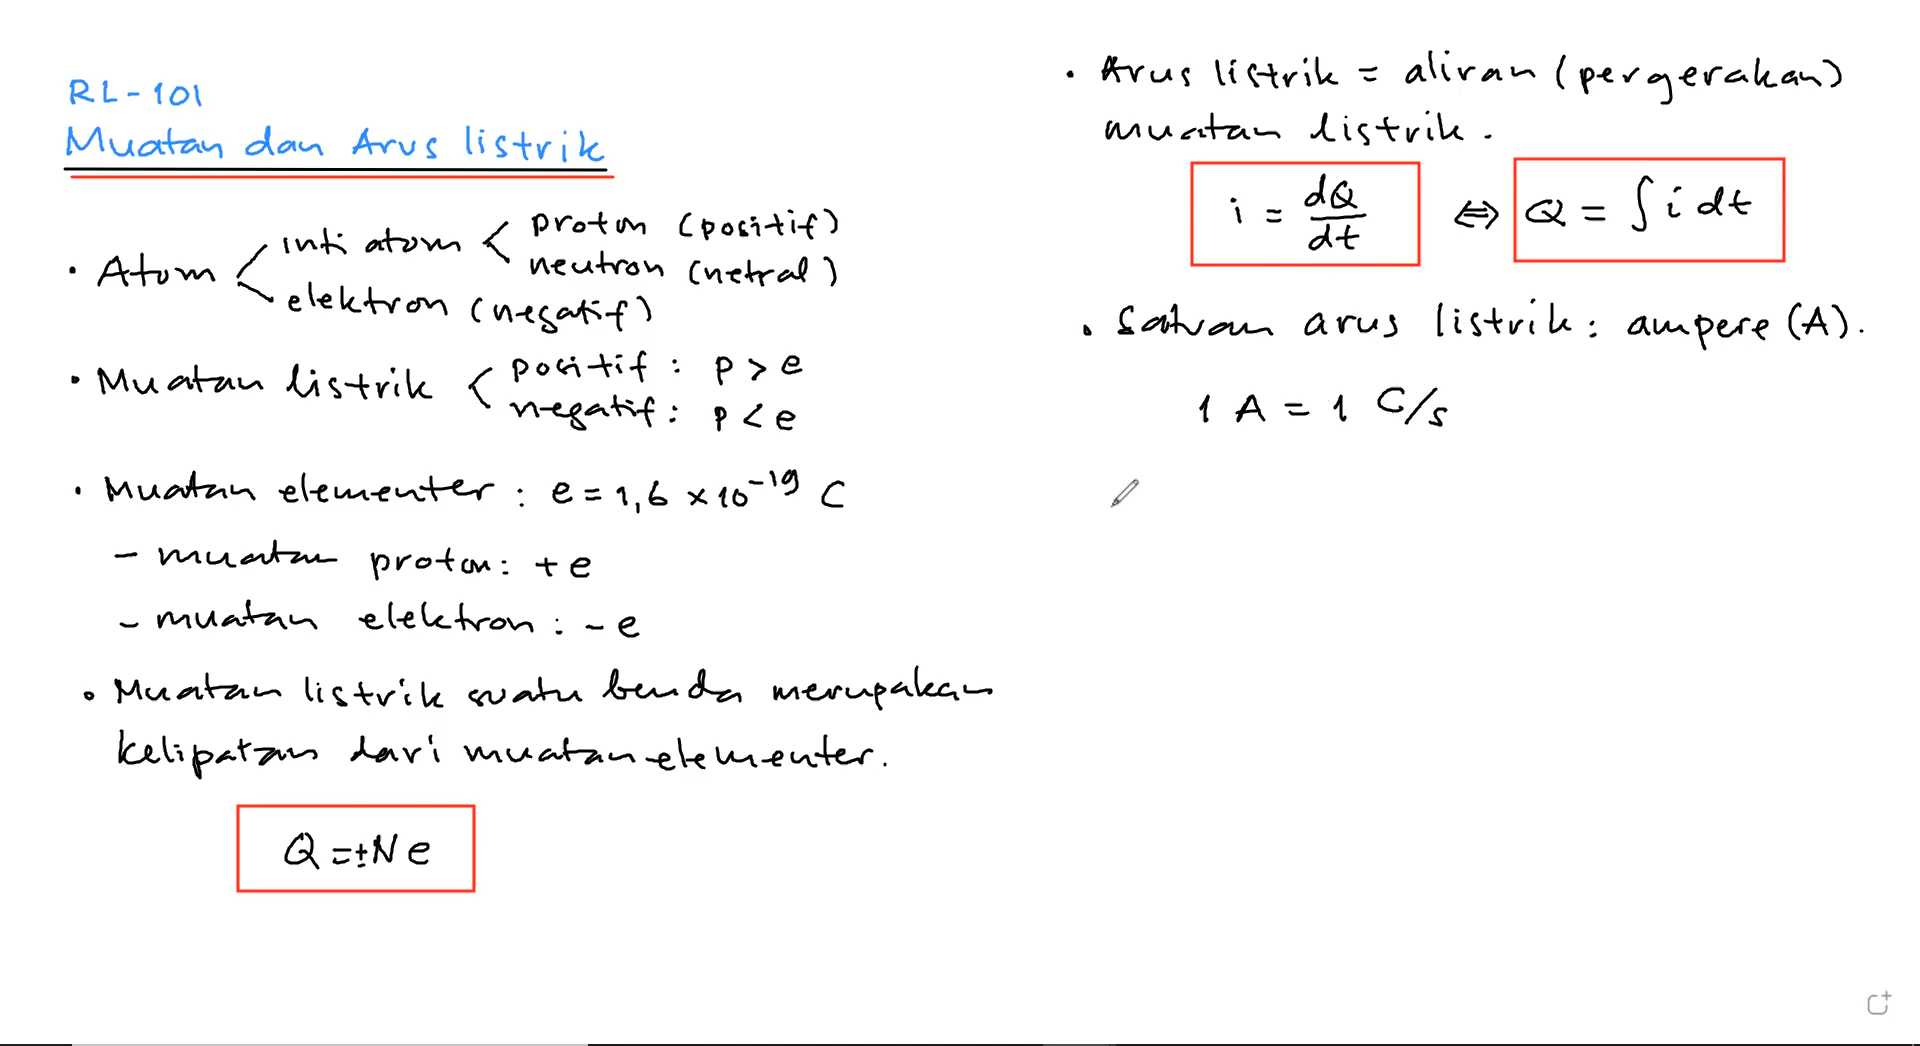 RL-101
Muatan dan Arus listrik
• Atom < inti atom < proton (positif)
neutron (netral)
elektron (negatif)
• Muatan listrik < positif : p > e
negatif : p < e
• Muatan elementer : e = 1,6 × 10⁻¹⁹ C
- muatan proton : + e
- muatan elektron : - e
• Muatan listrik suatu benda merupakan
kelipatan dari muatan elementer.
Q = ± N e
• Arus listrik = aliran (pergerakan)
muatan listrik.
i = dQ/dt ⇔ Q = ∫ i dt
• Satuan arus listrik : ampere (A).
1 A = 1 C/s